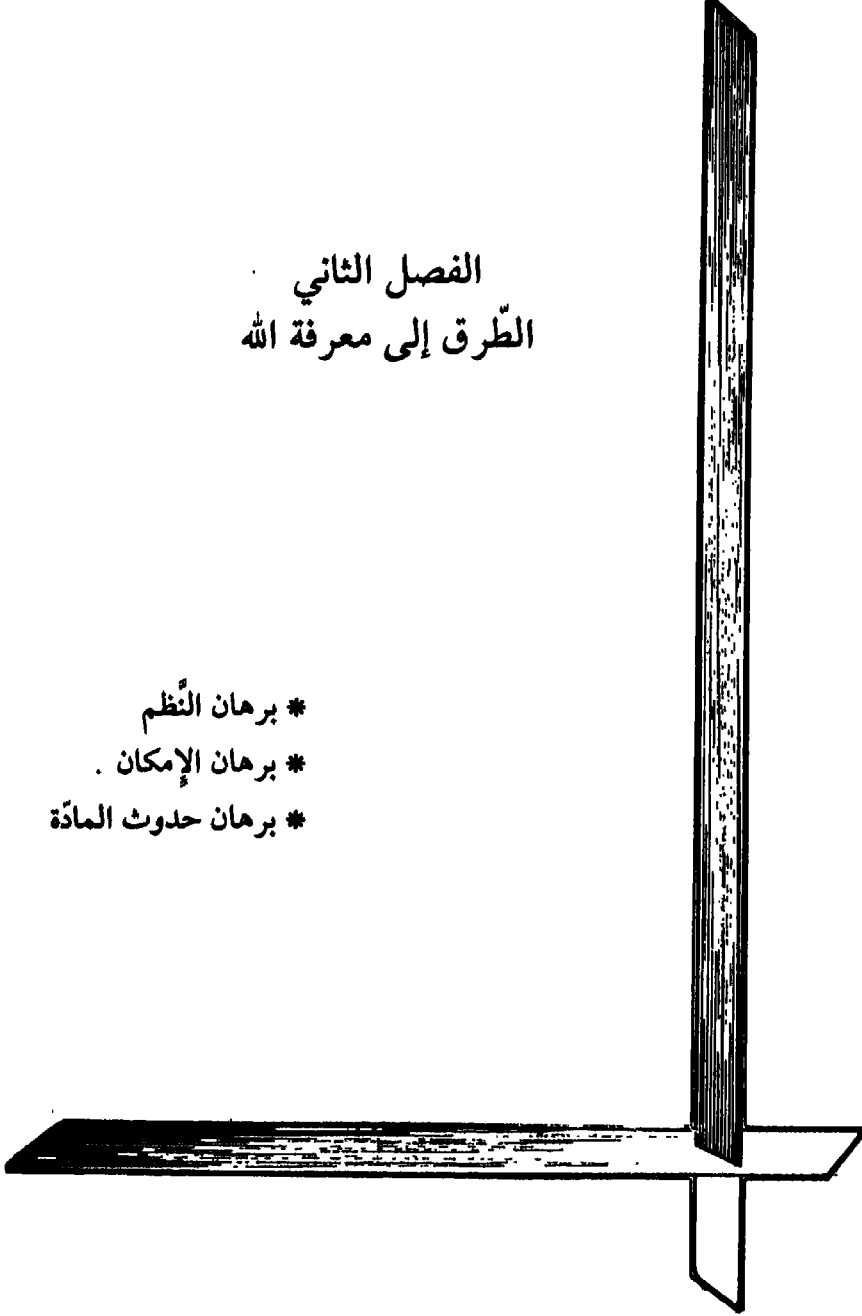 الفصل الثاني
الطّرق إلى معرفة الله
* برهان النَّظم
* برهان الإمكان .
* برهان حدوث المادّة